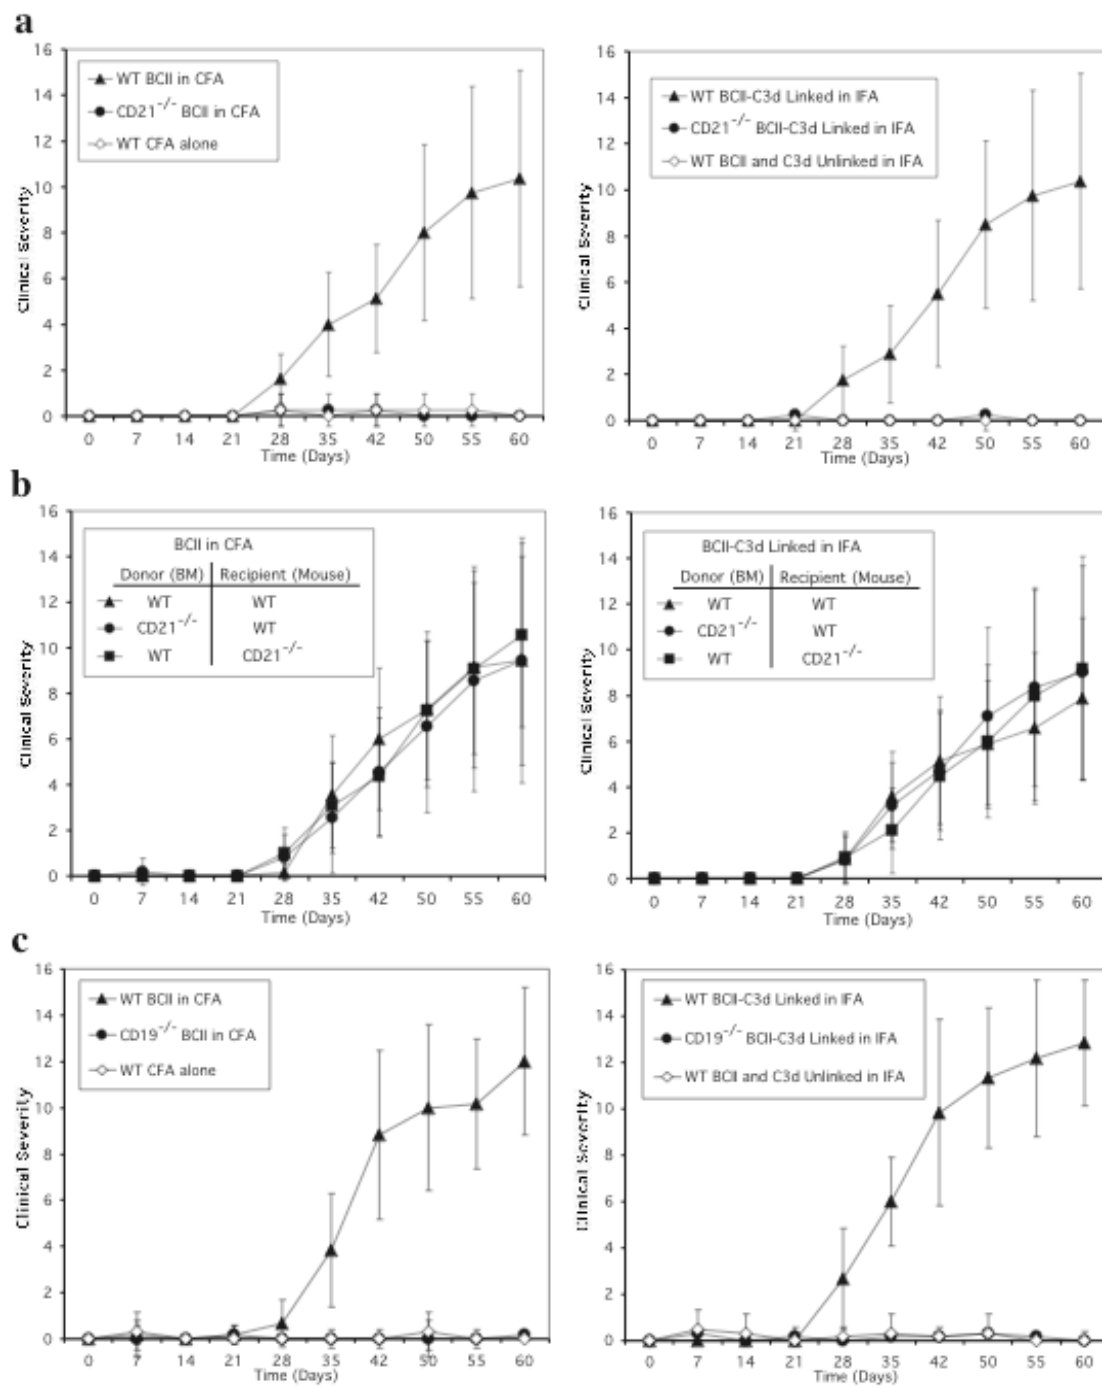 a
16
14
12
10
8
6
4
2
0
Clinical Severity
WT BCII in CFA
CD21-/- BCII in CFA
WT CFA alone
0 7 14 21 28 35 42 50 55 60
Time (Days)
16
14
12
10
8
6
4
2
0
Clinical Severity
WT BCII-C3d Linked in IFA
CD21-/- BCII-C3d Linked in IFA
WT BCII and C3d Unlinked in IFA
0 7 14 21 28 35 42 50 55 60
Time (Days)
b
16
14
12
10
8
6
4
2
0
Clinical Severity
BCII in CFA
Donor (BM) Recipient (Mouse)
WT WT
CD21-/- WT
WT CD21-/-
0 7 14 21 28 35 42 50 55 60
Time (Days)
16
14
12
10
8
6
4
2
0
Clinical Severity
BCII-C3d Linked in IFA
Donor (BM) Recipient (Mouse)
WT WT
CD21-/- WT
WT CD21-/-
0 7 14 21 28 35 42 50 55 60
Time (Days)
c
16
14
12
10
8
6
4
2
0
Clinical Severity
WT BCII in CFA
CD19-/- BCII in CFA
WT CFA alone
0 7 14 21 28 35 42 50 55 60
Time (Days)
16
14
12
10
8
6
4
2
0
Clinical Severity
WT BCII-C3d Linked in IFA
CD19-/- BCII-C3d Linked in IFA
WT BCII and C3d Unlinked in IFA
0 7 14 21 28 35 42 50 55 60
Time (Days)